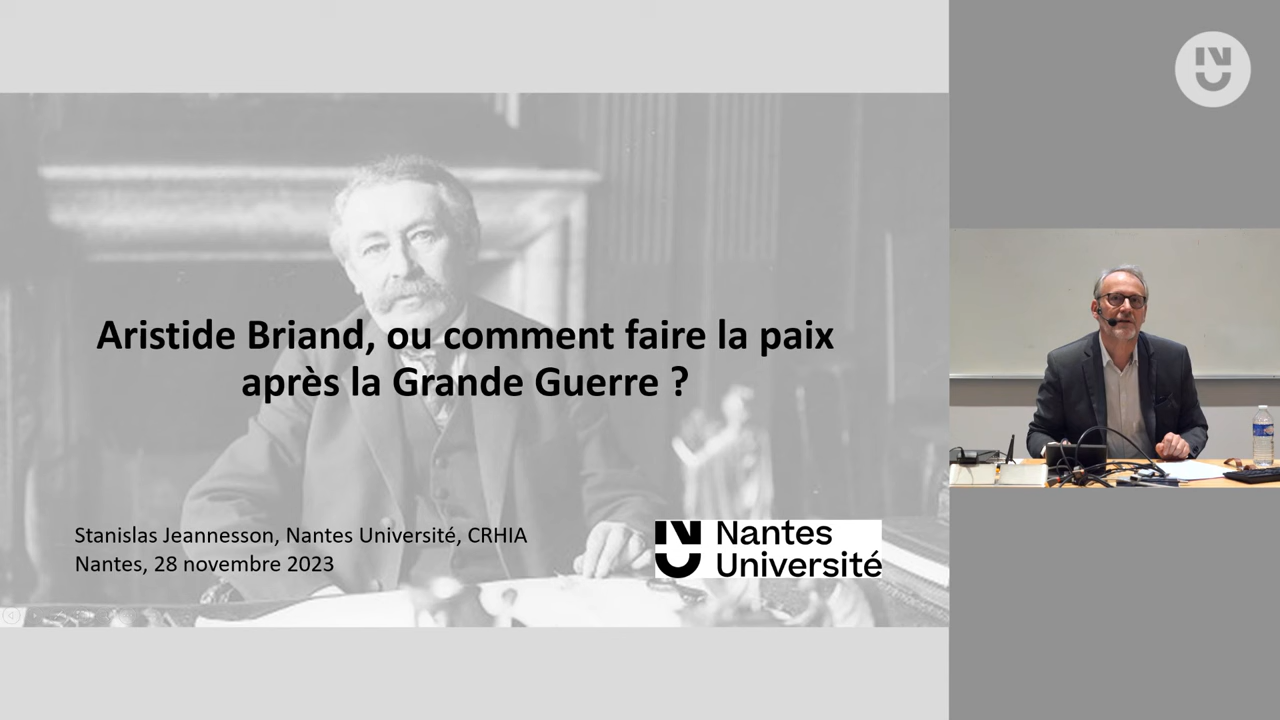 Aristide Briand, ou comment faire la paix
après la Grande Guerre ?
Stanislas Jeannesson, Nantes Université, CRHIA
Nantes, 28 novembre 2023
Nantes
Université